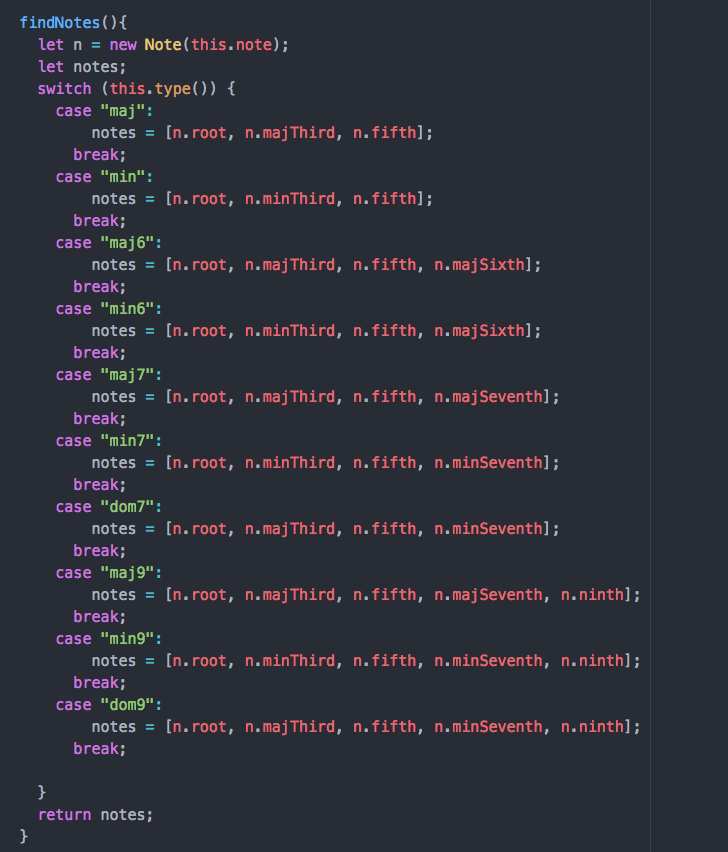 findNotes(){
  let n = new Note(this.note);
  let notes;
  switch (this.type()) {
    case "maj":
        notes = [n.root, n.majThird, n.fifth];
      break;
    case "min":
        notes = [n.root, n.minThird, n.fifth];
      break;
    case "maj6":
        notes = [n.root, n.majThird, n.fifth, n.majSixth];
      break;
    case "min6":
        notes = [n.root, n.minThird, n.fifth, n.majSixth];
      break;
    case "maj7":
        notes = [n.root, n.majThird, n.fifth, n.majSeventh];
      break;
    case "min7":
        notes = [n.root, n.minThird, n.fifth, n.minSeventh];
      break;
    case "dom7":
        notes = [n.root, n.majThird, n.fifth, n.minSeventh];
      break;
    case "maj9":
        notes = [n.root, n.majThird, n.fifth, n.majSeventh, n.ninth];
      break;
    case "min9":
        notes = [n.root, n.minThird, n.fifth, n.minSeventh, n.ninth];
      break;
    case "dom9":
        notes = [n.root, n.majThird, n.fifth, n.minSeventh, n.ninth];
      break;

  }
  return notes;
}